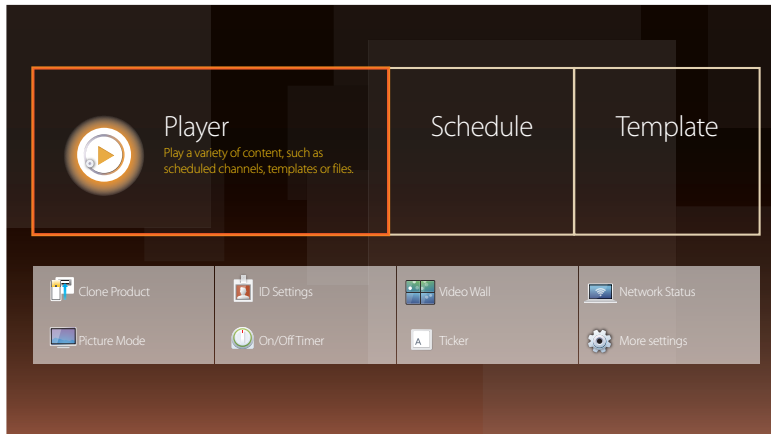 Player
Play a variety of content, such as
scheduled channels, templates or files.
Schedule
Template
Clone Product
ID Settings
Video Wall
Network Status
Picture Mode
On/Off Timer
A
Ticker
More settings